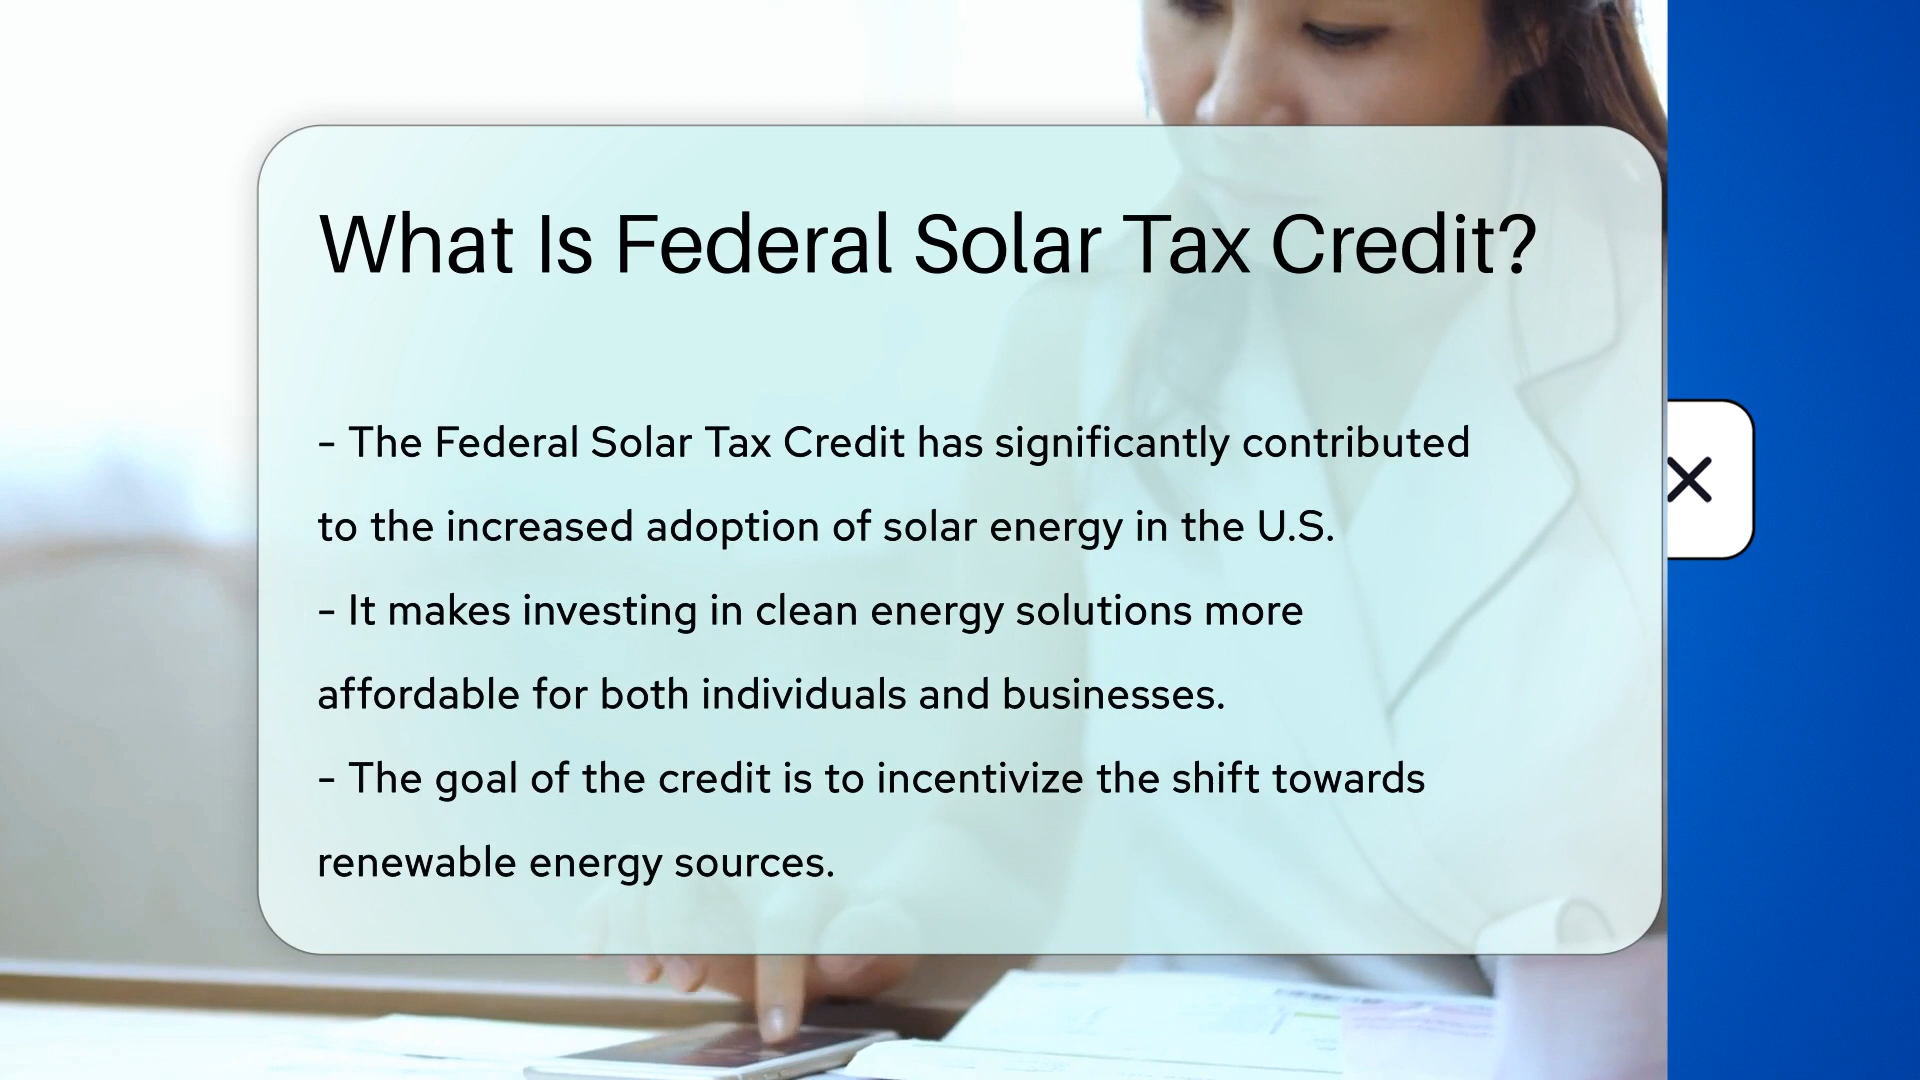 What Is Federal Solar Tax Credit?
– The Federal Solar Tax Credit has significantly contributed
to the increased adoption of solar energy in the U.S.
– It makes investing in clean energy solutions more
affordable for both individuals and businesses.
– The goal of the credit is to incentivize the shift towards
renewable energy sources.